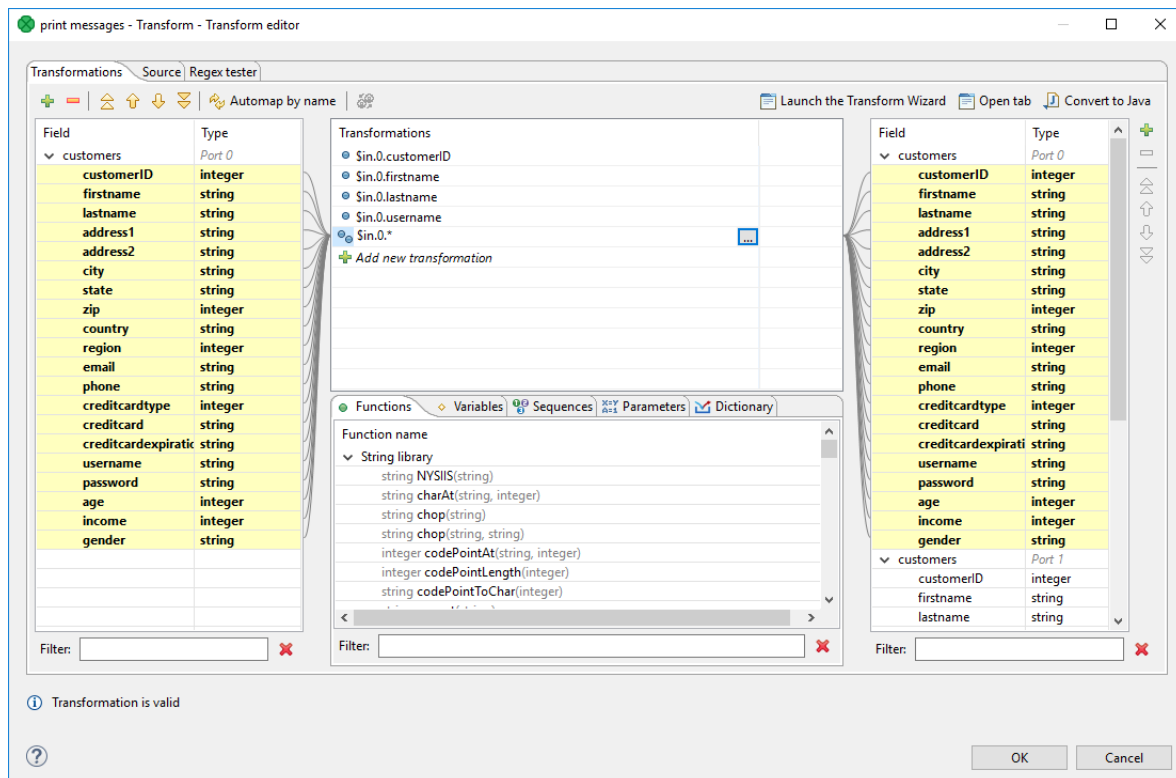 print messages - Transform - Transform editor
Transformations Source Regex tester
Automap by name Launch the Transform Wizard Open tab Convert to Java
Field Type
customers Port 0
customerID integer
firstname string
lastname string
address1 string
address2 string
city string
state string
zip integer
country string
region integer
email string
phone string
creditcardtype integer
creditcard string
creditcardexpiratic string
username string
password string
age integer
income integer
gender string
Filter:
Transformations
$in.0.customerID
$in.0.firstname
$in.0.lastname
$in.0.username
$in.0.*
...
Add new transformation
Functions Variables Sequences Parameters Dictionary
Function name
String library
string NYSIIS(string)
string charAt(string, integer)
string chop(string)
string chop(string, string)
integer codePointAt(string, integer)
integer codePointLength(integer)
string codePointToChar(integer)
Filter:
Field Type
customers Port 0
customerID integer
firstname string
lastname string
address1 string
address2 string
city string
state string
zip integer
country string
region integer
email string
phone string
creditcardtype integer
creditcard string
creditcardexpirati string
username string
password string
age integer
income integer
gender string
customers Port 1
customerID integer
firstname string
lastname string
Filter:
Transformation is valid
OK Cancel